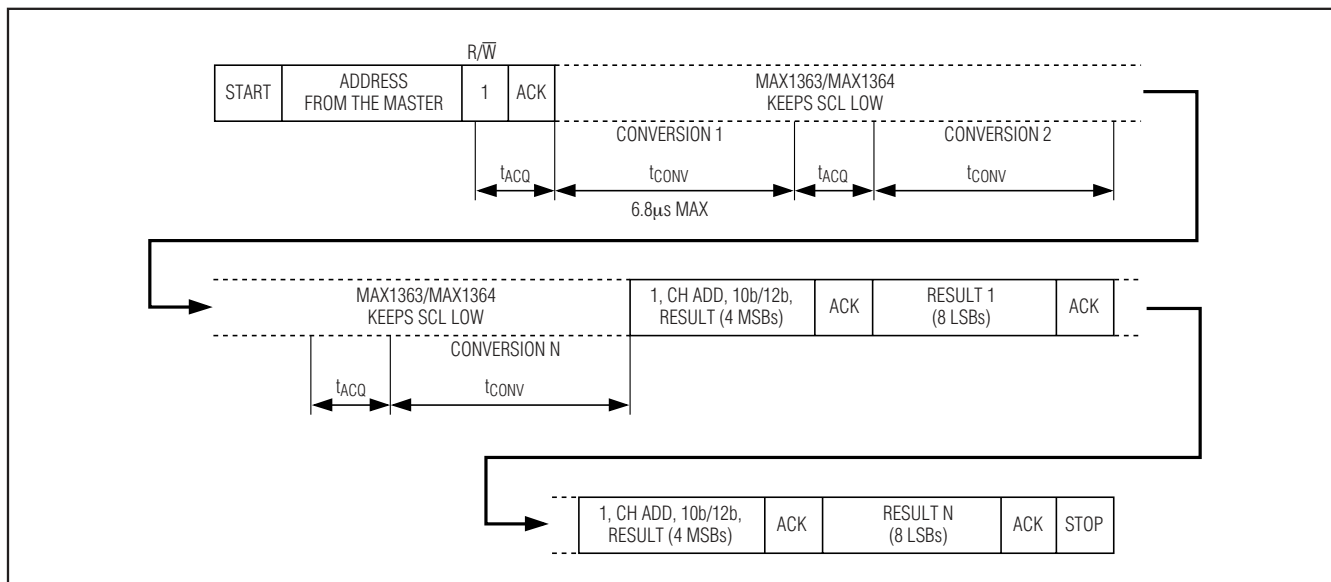 R/W̅
START
ADDRESS
FROM THE MASTER
1
ACK
MAX1363/MAX1364
KEEPS SCL LOW
CONVERSION 1
CONVERSION 2
tACQ
tCONV
tACQ
tCONV
6.8μs MAX
MAX1363/MAX1364
KEEPS SCL LOW
1, CH ADD, 10b/12b,
RESULT (4 MSBs)
ACK
RESULT 1
(8 LSBs)
ACK
CONVERSION N
tACQ
tCONV
1, CH ADD, 10b/12b,
RESULT (4 MSBs)
ACK
RESULT N
(8 LSBs)
ACK
STOP